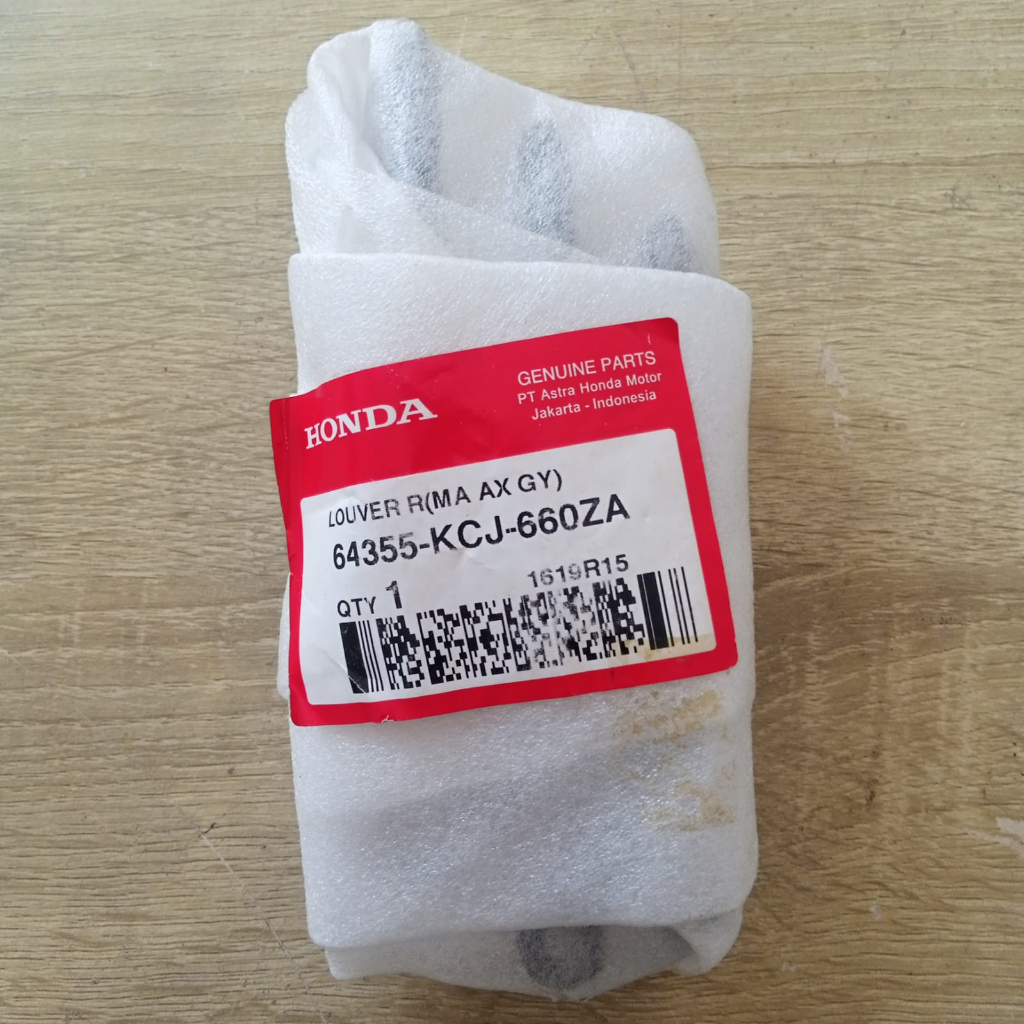 HONDA
GENUINE PARTS
PT Astra Honda Motor
Jakarta - Indonesia
LOUVER R(MA AX GY)
64355-KCJ-660ZA
QTY 1
1619R15